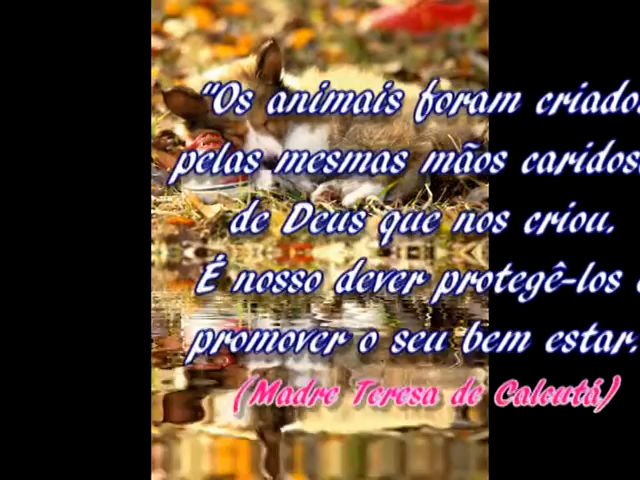 "Os animais foram criado
pelas mesmas mãos caridos
de Deus que nos criou.
É nosso dever protegê-los e
promover o seu bem estar.
(Madre Teresa de Calcutá)